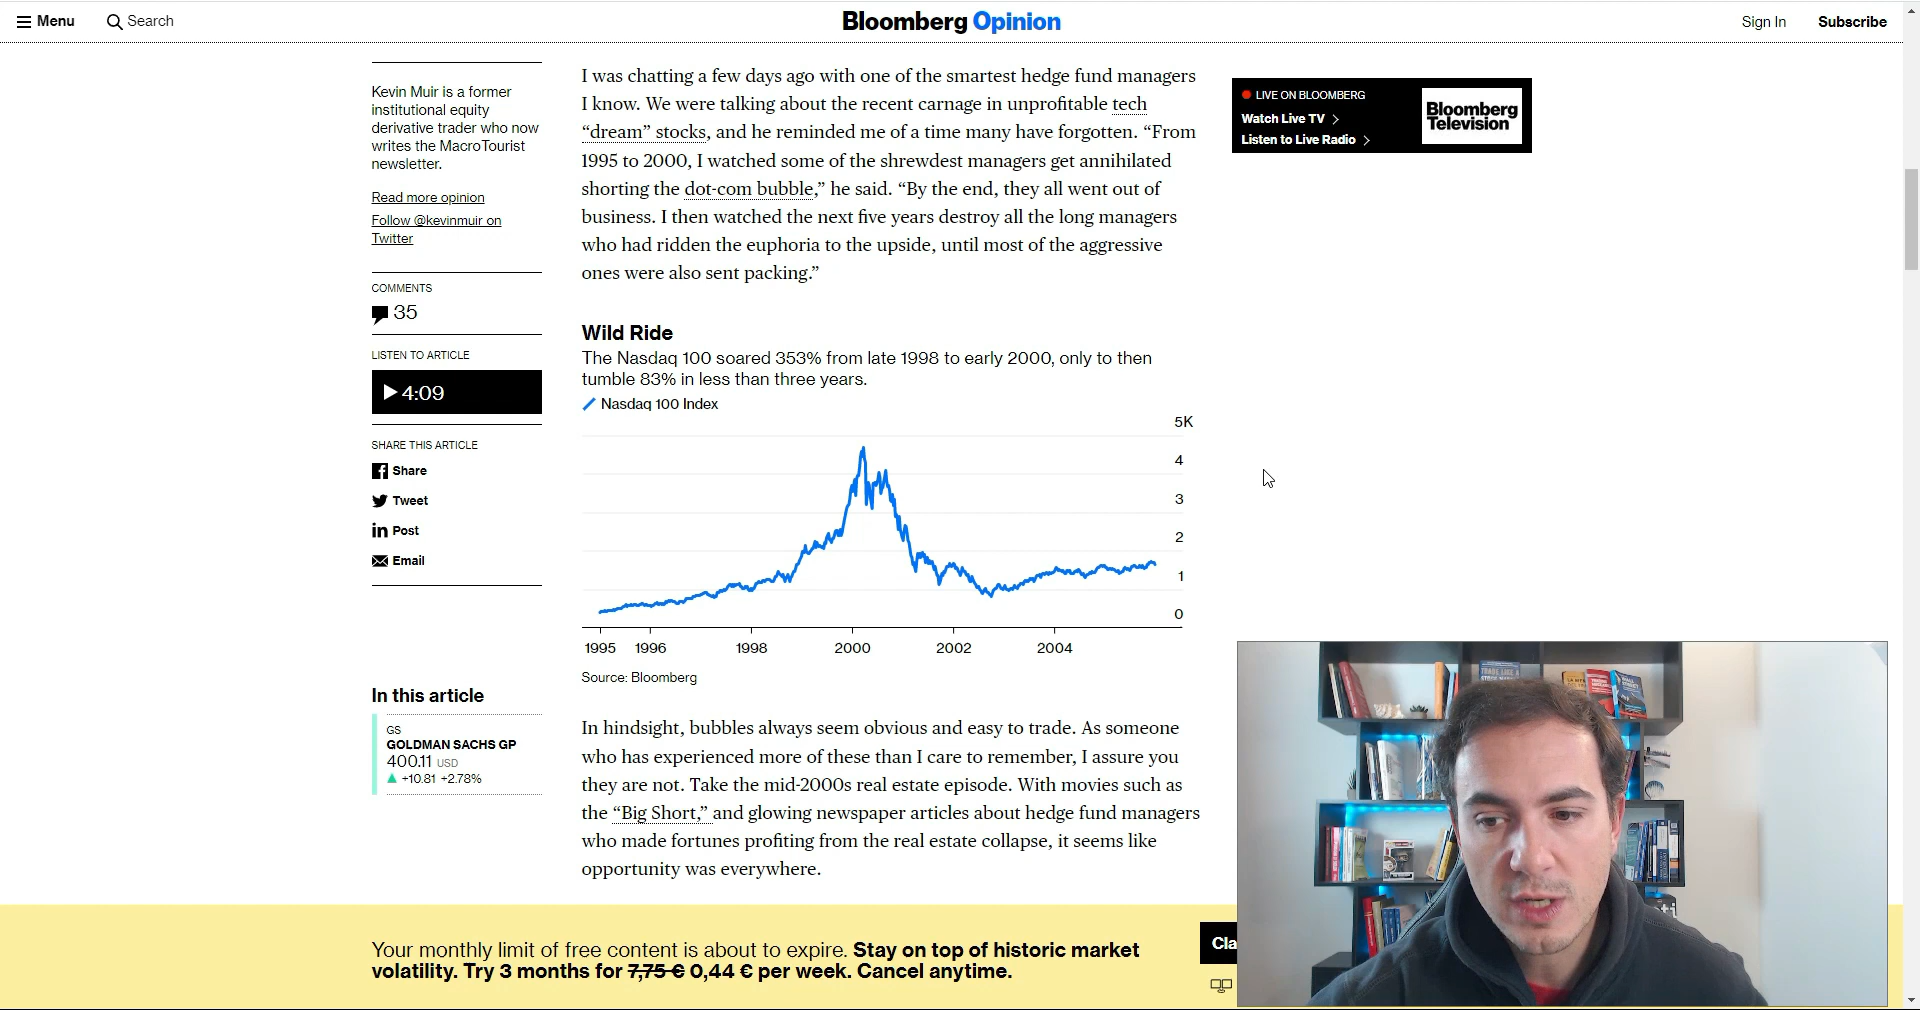 Menu
Search
Bloomberg Opinion
Sign In
Subscribe
Kevin Muir is a former
institutional equity
derivative trader who now
writes the MacroTourist
newsletter.
Read more opinion
Follow @kevinmuir on
Twitter
COMMENTS
35
LISTEN TO ARTICLE
4:09
SHARE THIS ARTICLE
Share
Tweet
Post
Email
In this article
GS
GOLDMAN SACHS GP
400.11 USD
+10.81 +2.78%
I was chatting a few days ago with one of the smartest hedge fund managers
I know. We were talking about the recent carnage in unprofitable tech
“dream” stocks, and he reminded me of a time many have forgotten. “From
1995 to 2000, I watched some of the shrewdest managers get annihilated
shorting the dot-com bubble,” he said. “By the end, they all went out of
business. I then watched the next five years destroy all the long managers
who had ridden the euphoria to the upside, until most of the aggressive
ones were also sent packing.”
Wild Ride
The Nasdaq 100 soared 353% from late 1998 to early 2000, only to then
tumble 83% in less than three years.
Nasdaq 100 Index
5K
4
3
2
1
0
1995 1996 1998 2000 2002 2004
Source: Bloomberg
In hindsight, bubbles always seem obvious and easy to trade. As someone
who has experienced more of these than I care to remember, I assure you
they are not. Take the mid-2000s real estate episode. With movies such as
the “Big Short,” and glowing newspaper articles about hedge fund managers
who made fortunes profiting from the real estate collapse, it seems like
opportunity was everywhere.
LIVE ON BLOOMBERG
Watch Live TV
Listen to Live Radio
Bloomberg
Television
Your monthly limit of free content is about to expire. Stay on top of historic market
volatility. Try 3 months for 7,75 € 0,44 € per week. Cancel anytime.
Cla